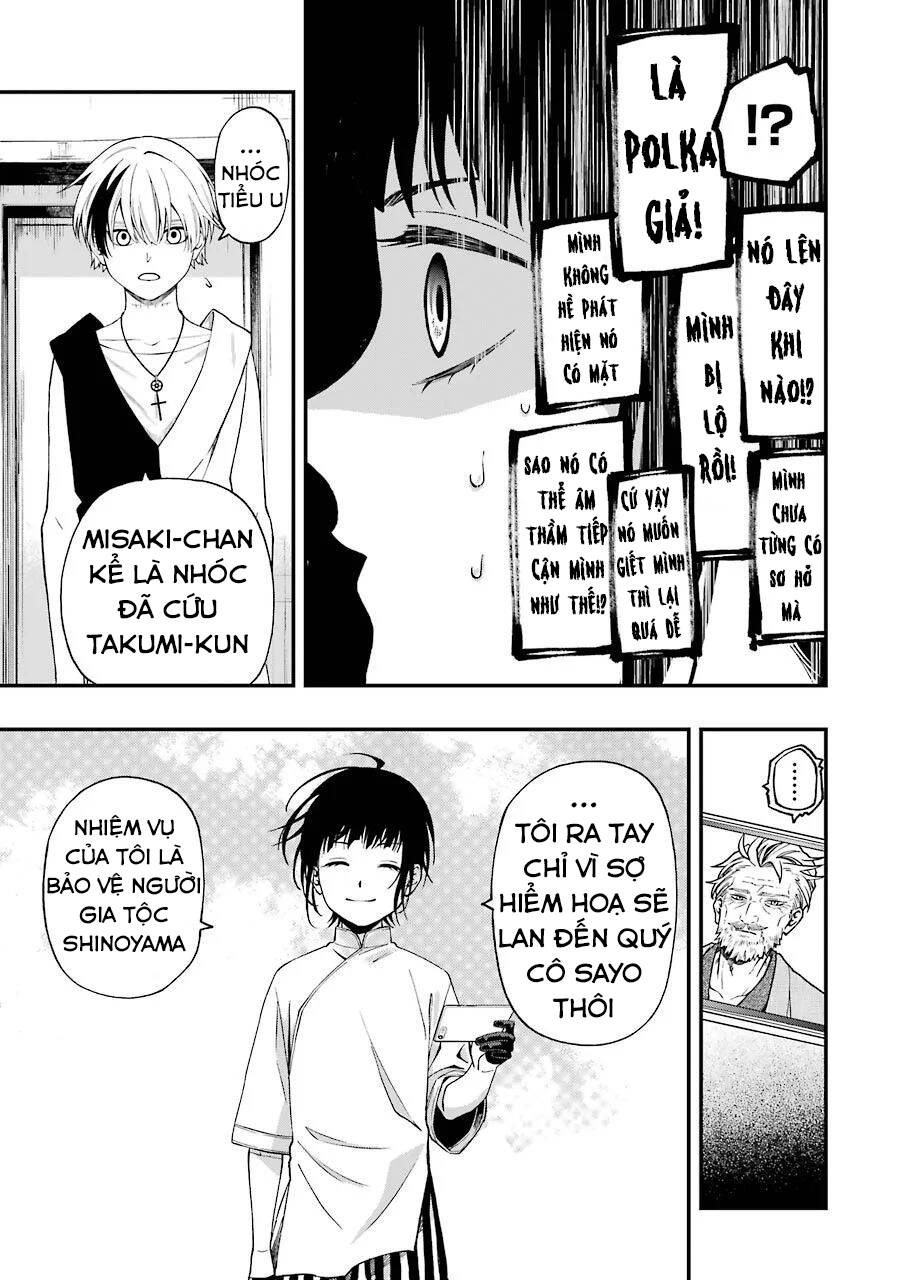 !?
LÀ
POLKA
GIẢ!
NÓ LÊN
ĐÂY
KHI
NÀO!?
MÌNH
BỊ
LỘ
RỒI!
MÌNH
KHÔNG
HỀ PHÁT
HIỆN NÓ
CÓ MẶT
MÌNH
CHƯA
TỪNG CÓ
SƠ HỞ
MÀ
CỨ VẬY
NÓ MUỐN
GIẾT MÌNH
THÌ LẠI
QUÁ DỄ
SAO NÓ CÓ
THỂ ÂM
THẦM TIẾP
CẬN MÌNH
NHƯ THẾ!?
...
NHÓC
TIỂU U
MISAKI-CHAN
KỂ LÀ NHÓC
ĐÃ CỨU
TAKUMI-KUN
......
...
TÔI RA TAY
CHỈ VÌ SỢ
HIỂM HOẠ SẼ
LAN ĐẾN QUÝ
CÔ SAYO
THÔI
NHIỆM VỤ
CỦA TÔI LÀ
BẢO VỆ NGƯỜI
GIA TỘC
SHINOYAMA